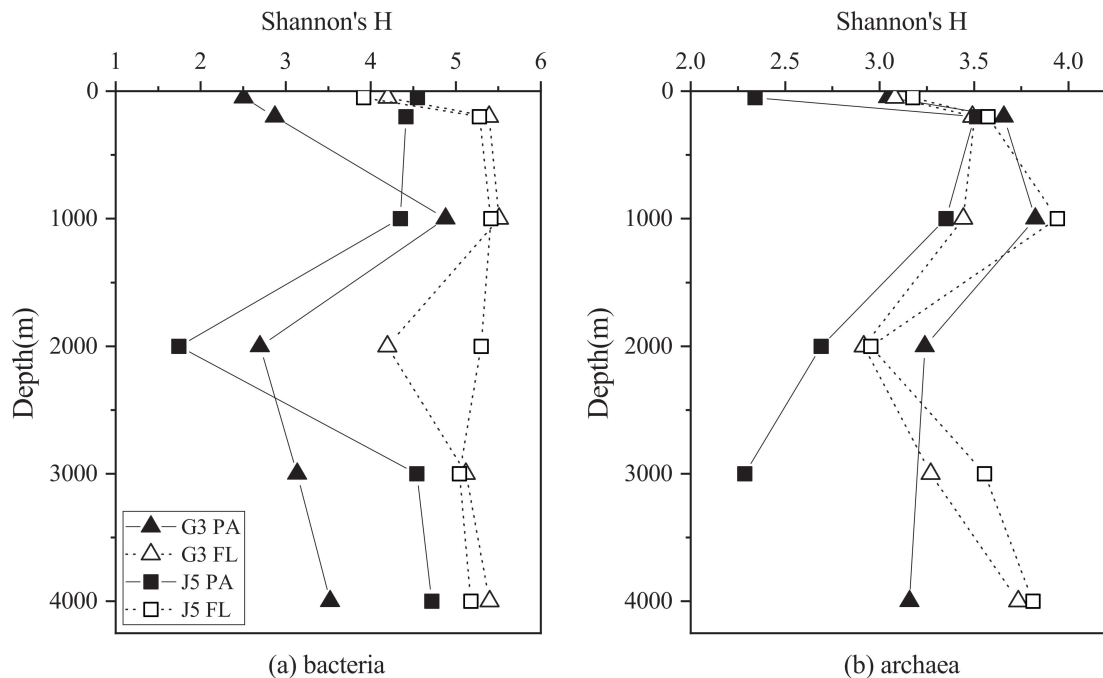 Shannon's H
1 2 3 4 5 6
0
1000
2000
3000
4000
Depth(m)
G3 PA
G3 FL
J5 PA
J5 FL
(a) bacteria
Shannon's H
2.0 2.5 3.0 3.5 4.0
0
1000
2000
3000
4000
Depth(m)
(b) archaea